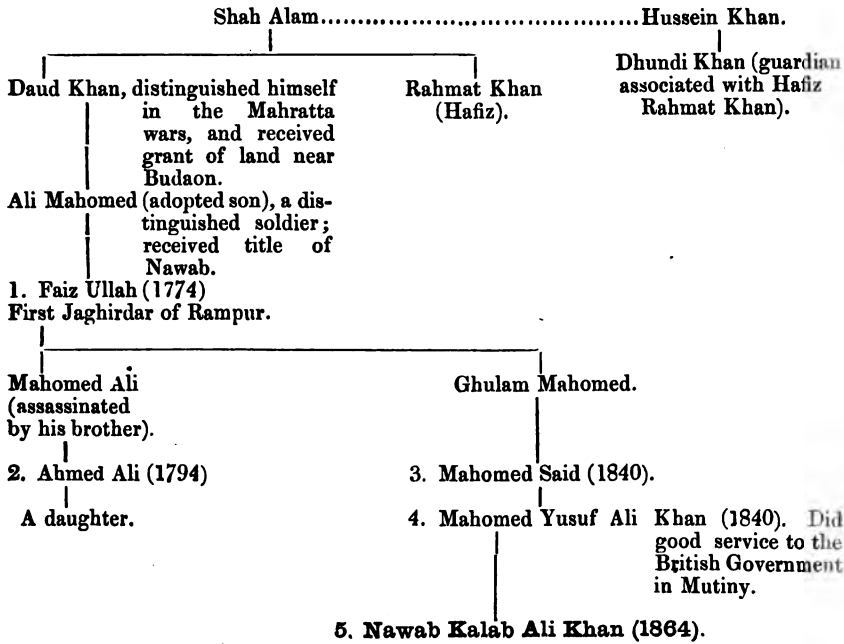 Shah Alam............................................Hussein Khan.
Dhundi Khan (guardian
Daud Khan, distinguished himself
in the Mahratta
wars, and received
grant of land near
Budaon.
Rahmat Khan
(Hafiz).
associated with Hafiz
Rahmat Khan).
Ali Mahomed (adopted son), a dis-
tinguished soldier;
received title of
Nawab.
1. Faiz Ullah (1774)
First Jaghirdar of Rampur.
Mahomed Ali
(assassinated
by his brother).
Ghulam Mahomed.
2. Ahmed Ali (1794)
3. Mahomed Said (1840).
A daughter.
4. Mahomed Yusuf Ali Khan (1840). Did
good service to the
British Government
in Mutiny.
5. Nawab Kalab Ali Khan (1864).